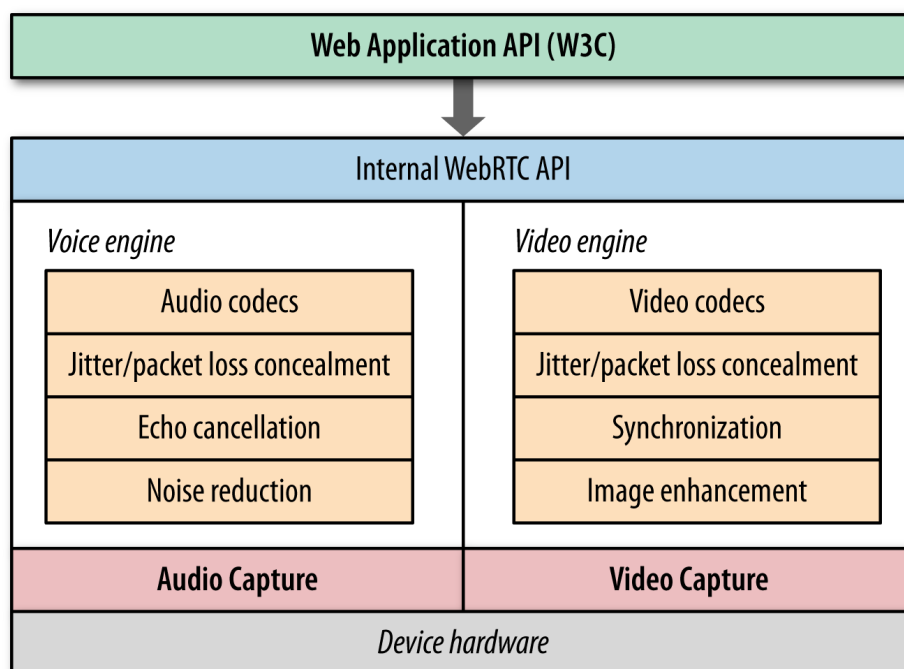 Web Application API (W3C)
Internal WebRTC API
Voice engine
Audio codecs
Jitter/packet loss concealment
Echo cancellation
Noise reduction
Video engine
Video codecs
Jitter/packet loss concealment
Synchronization
Image enhancement
Audio Capture
Video Capture
Device hardware